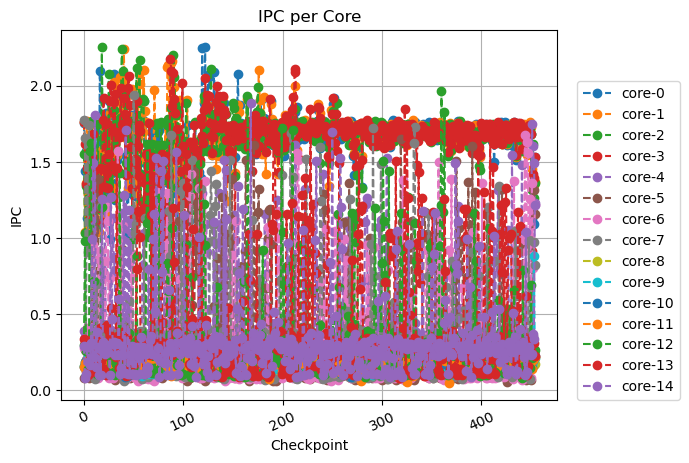 IPC per Core
IPC
2.0
1.5
1.0
0.5
0.0
0
100
200
300
400
Checkpoint
core-0
core-1
core-2
core-3
core-4
core-5
core-6
core-7
core-8
core-9
core-10
core-11
core-12
core-13
core-14